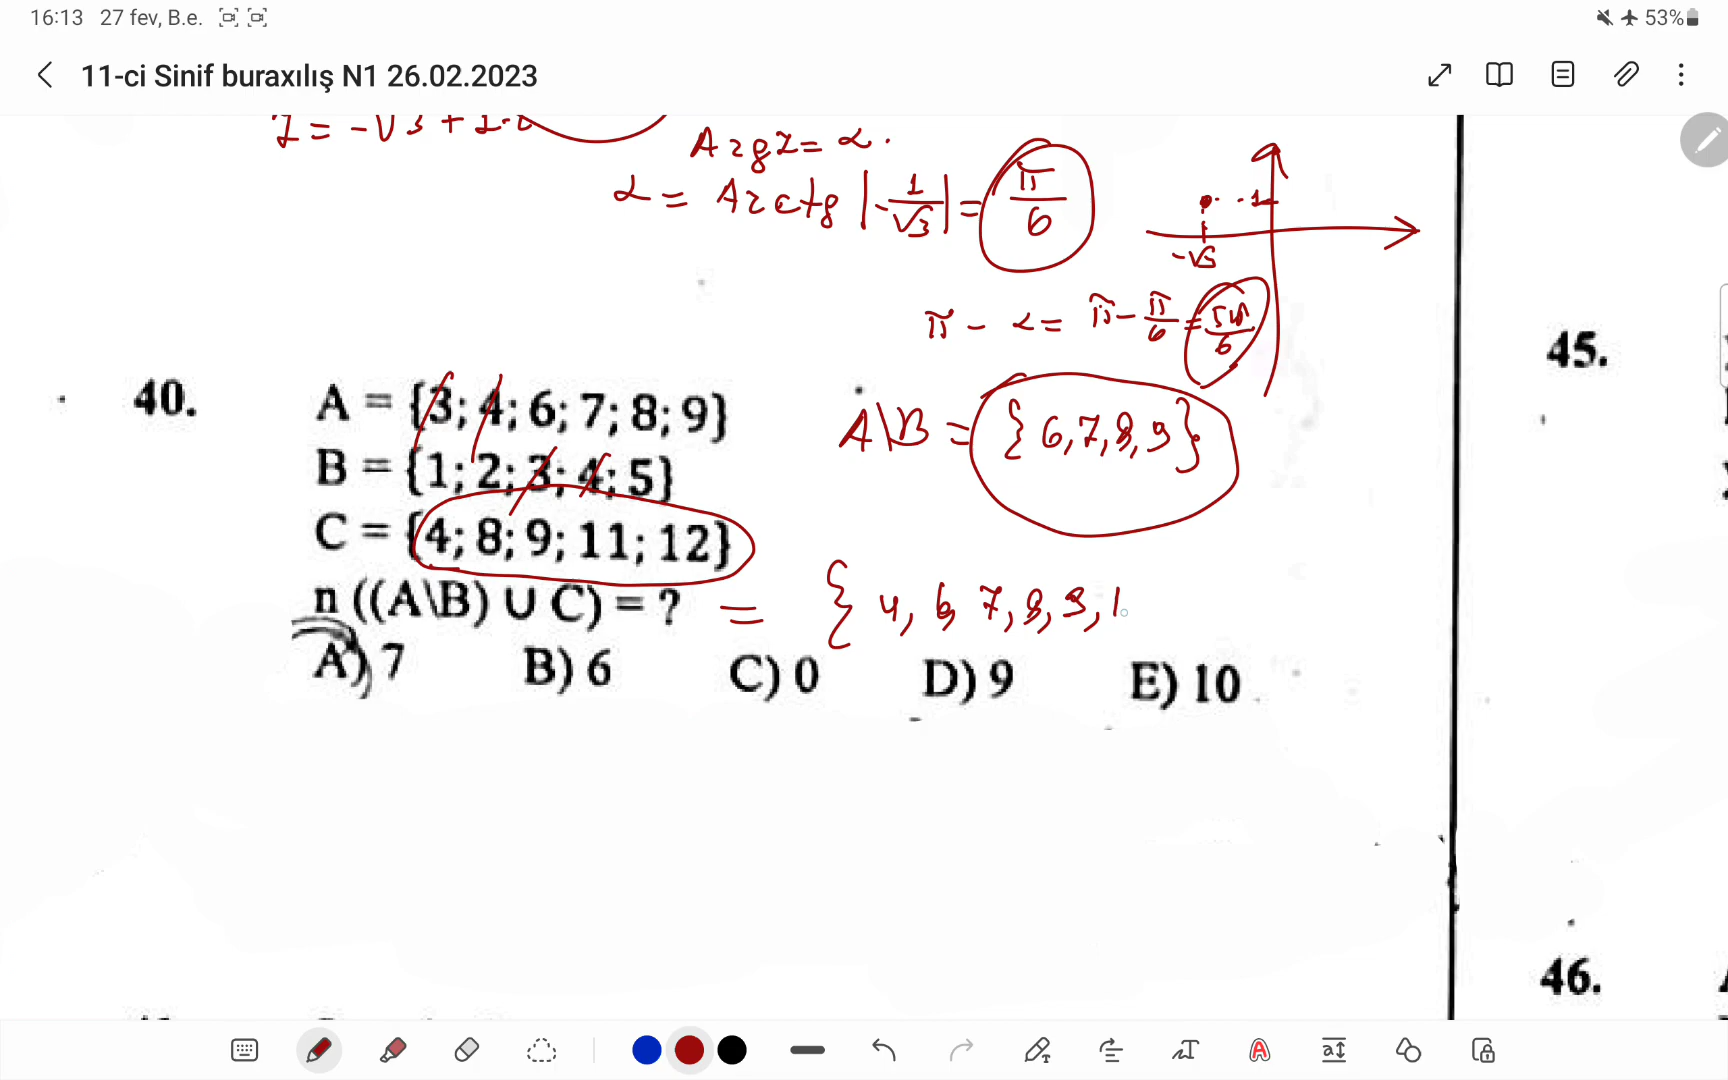 16:13 27 fev, B.e. 53%
11-ci Sinif buraxılış N1 26.02.2023
Arg z = α.
α = Arctg |-1/√3| = π/6
1
-√3
π - α = π - π/6 = 5π/6
45.
40. A = {3; 4; 6; 7; 8; 9}
A\B = {6,7,8,9}
B = {1; 2; 3; 4; 5}
C = {4; 8; 9; 11; 12}
n ((A\B) ∪ C) = ? = { 4, 6, 7, 8, 9, 1
A) 7 B) 6 C) 0 D) 9 E) 10
46.